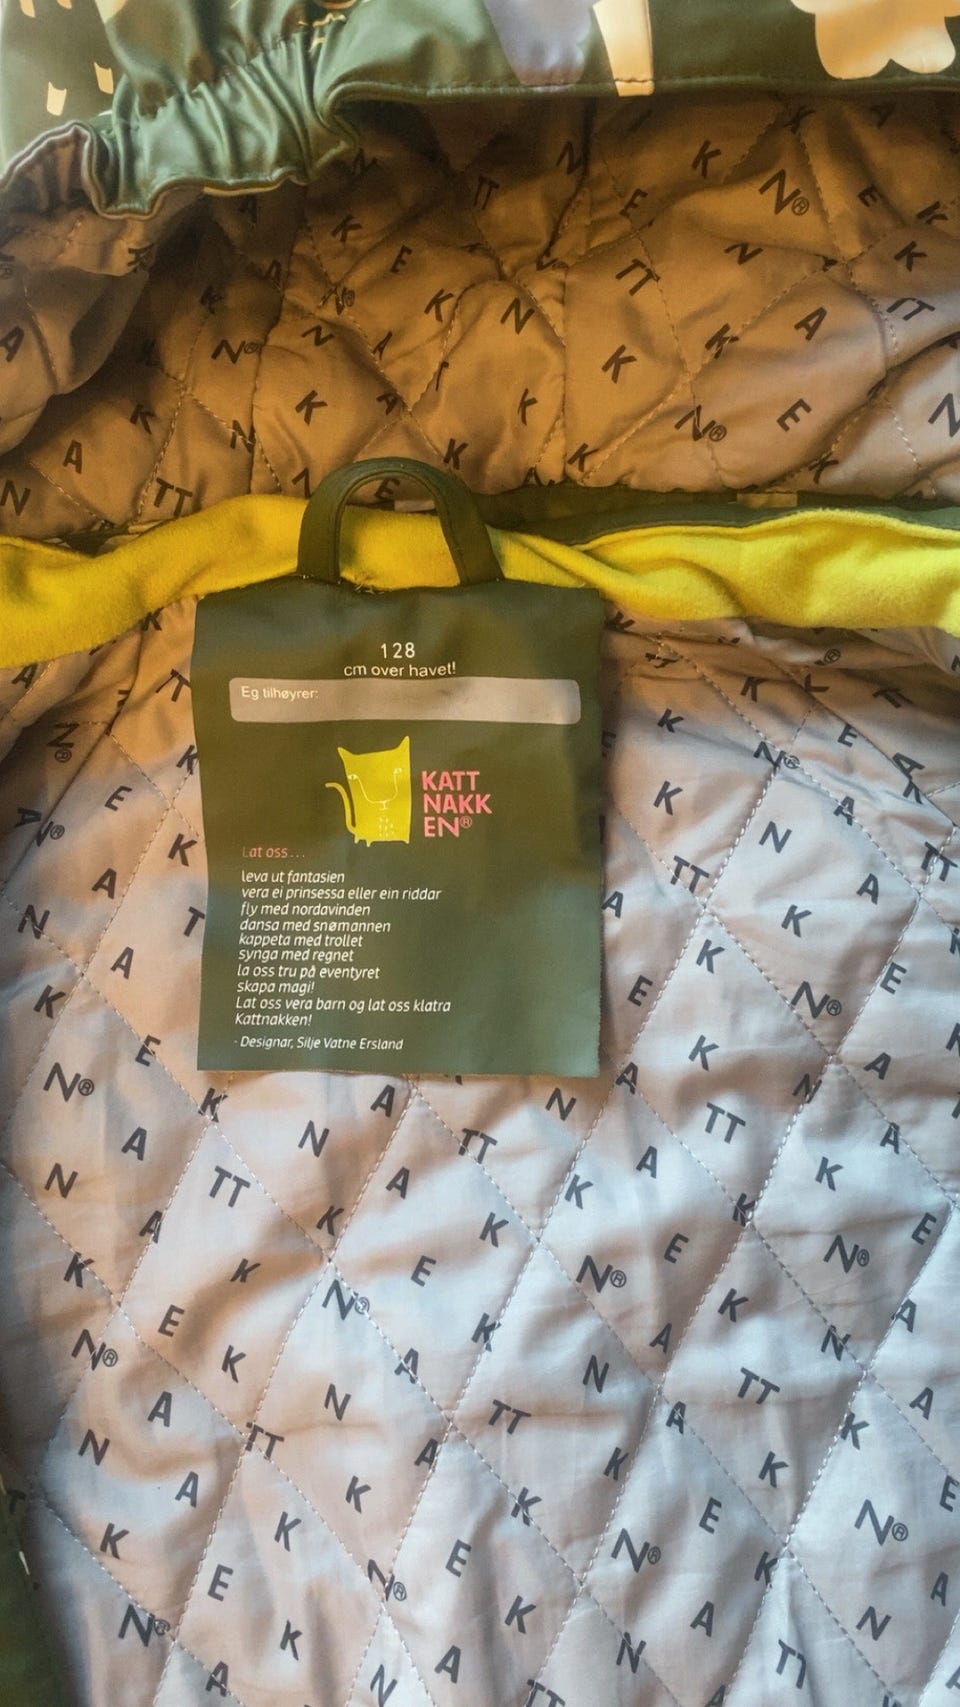 128
cm over havet!
Eg tilhøyrer:
KATT
NAKK
EN®
Lat oss...
leva ut fantasien
vera ei prinsessa eller ein riddar
fly med nordavinden
dansa med snømannen
kappeta med trollet
synga med regnet
la oss tru på eventyret
skapa magi!
Lat oss vera barn og lat oss klatra
Kattnakken!
- Designar, Silje Vatne Ersland